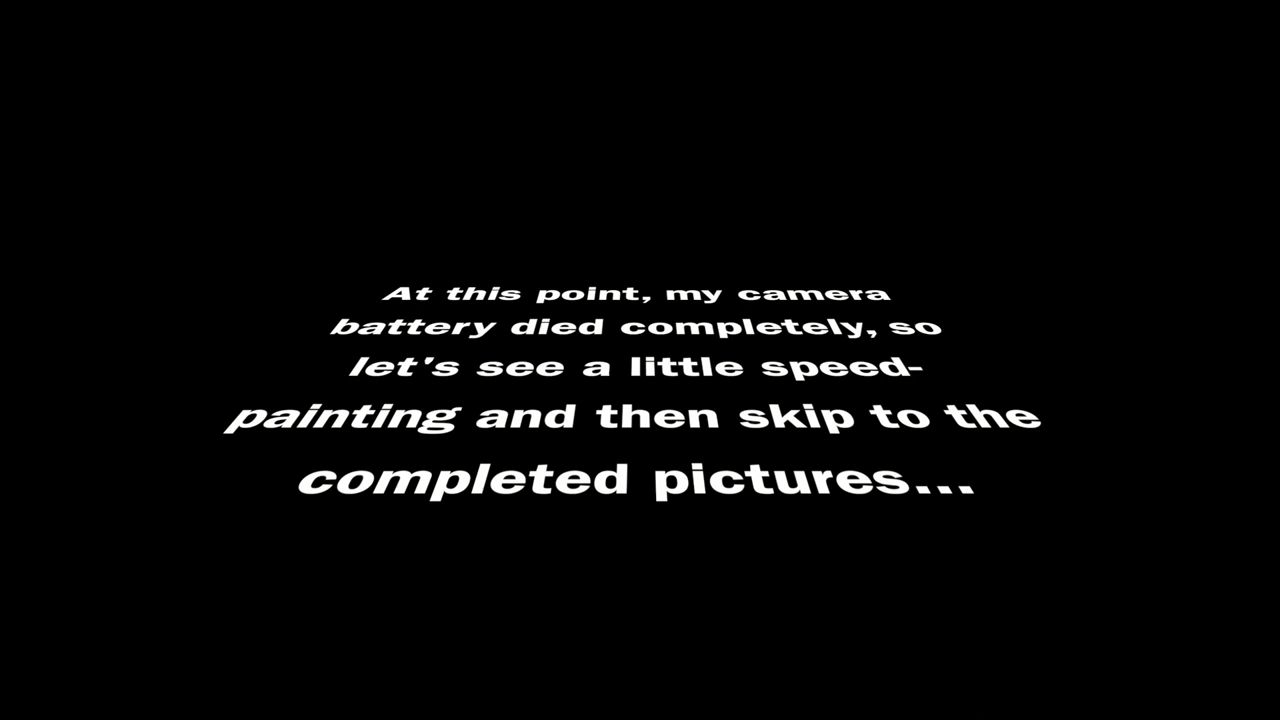 At this point, my camera
battery died completely, so
let's see a little speed-
painting and then skip to the
completed pictures...